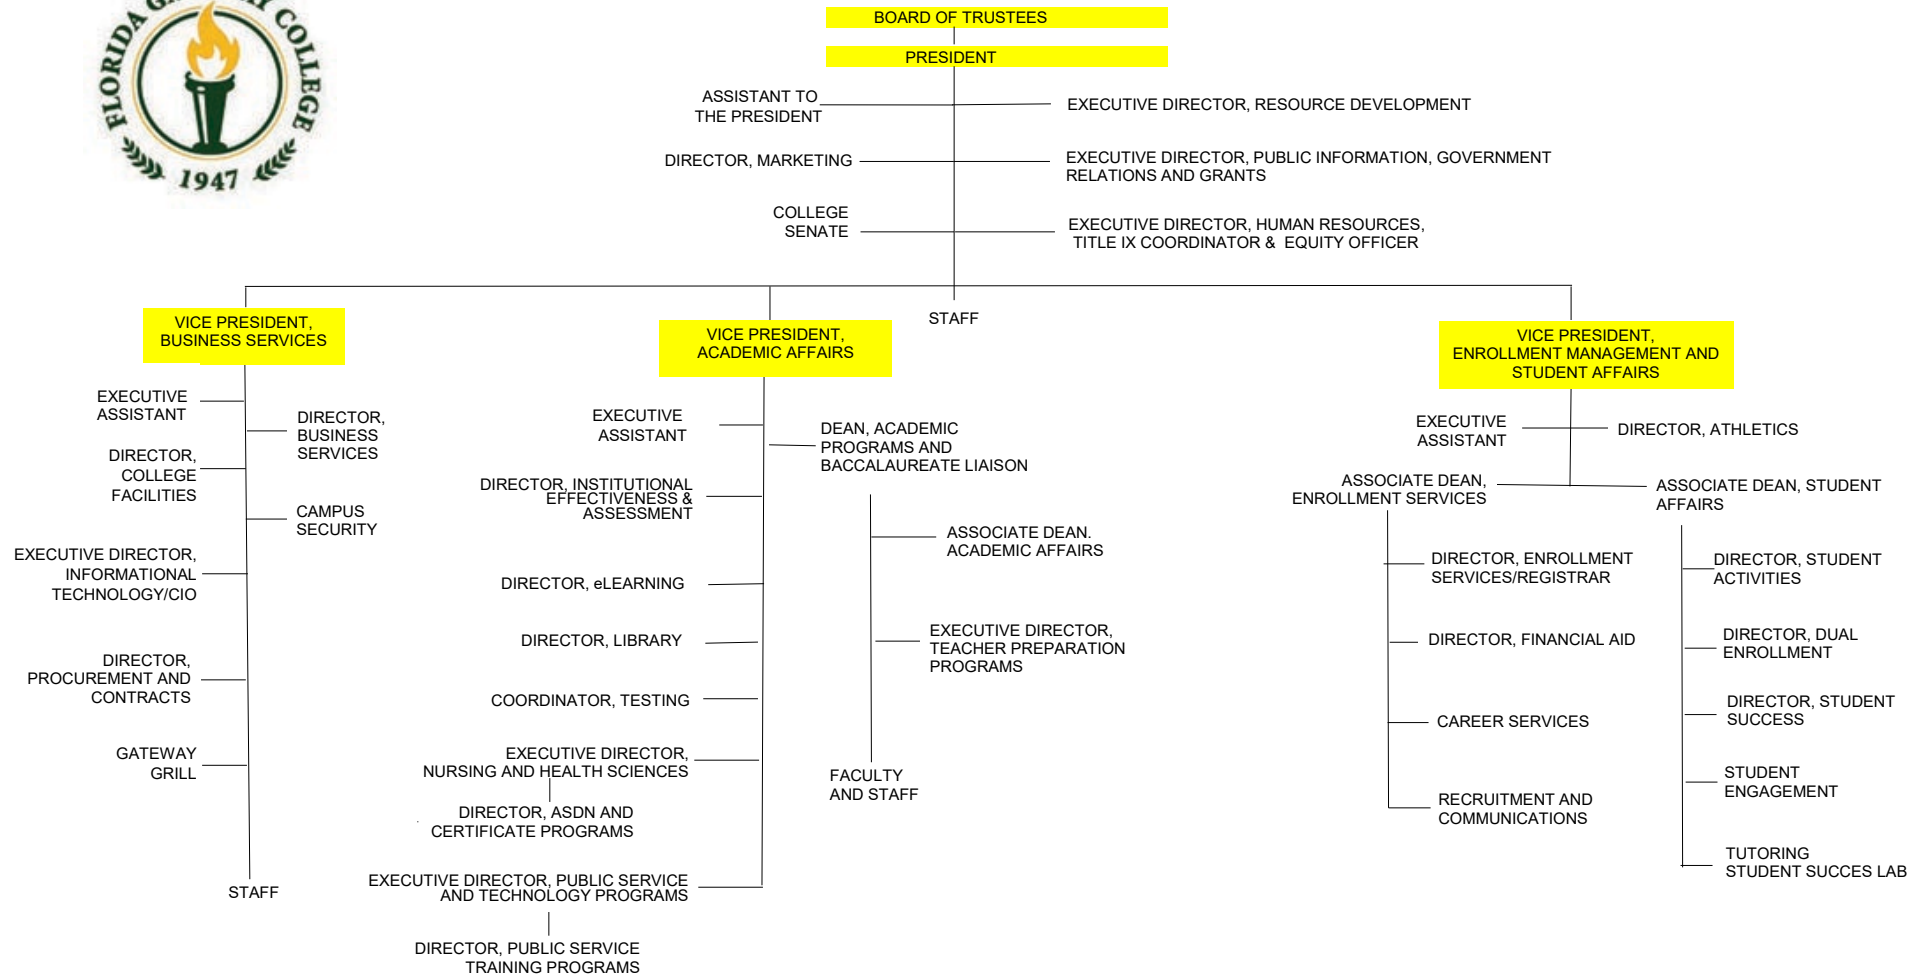 FLORIDA GATEWAY COLLEGE
1947
BOARD OF TRUSTEES
PRESIDENT
ASSISTANT TO
THE PRESIDENT
EXECUTIVE DIRECTOR, RESOURCE DEVELOPMENT
DIRECTOR, MARKETING
EXECUTIVE DIRECTOR, PUBLIC INFORMATION, GOVERNMENT
RELATIONS AND GRANTS
COLLEGE
SENATE
EXECUTIVE DIRECTOR, HUMAN RESOURCES,
TITLE IX COORDINATOR & EQUITY OFFICER
STAFF
VICE PRESIDENT,
BUSINESS SERVICES
EXECUTIVE
ASSISTANT
DIRECTOR,
BUSINESS
SERVICES
DIRECTOR,
COLLEGE
FACILITIES
CAMPUS
SECURITY
EXECUTIVE DIRECTOR,
INFORMATIONAL
TECHNOLOGY/CIO
DIRECTOR,
PROCUREMENT AND
CONTRACTS
GATEWAY
GRILL
STAFF
VICE PRESIDENT,
ACADEMIC AFFAIRS
EXECUTIVE
ASSISTANT
DIRECTOR, INSTITUTIONAL
EFFECTIVENESS &
ASSESSMENT
DIRECTOR, eLEARNING
DIRECTOR, LIBRARY
COORDINATOR, TESTING
EXECUTIVE DIRECTOR,
NURSING AND HEALTH SCIENCES
DIRECTOR, ASDN AND
CERTIFICATE PROGRAMS
EXECUTIVE DIRECTOR, PUBLIC SERVICE
AND TECHNOLOGY PROGRAMS
DIRECTOR, PUBLIC SERVICE
TRAINING PROGRAMS
DEAN, ACADEMIC
PROGRAMS AND
BACCALAUREATE LIAISON
ASSOCIATE DEAN.
ACADEMIC AFFAIRS
EXECUTIVE DIRECTOR,
TEACHER PREPARATION
PROGRAMS
FACULTY
AND STAFF
VICE PRESIDENT,
ENROLLMENT MANAGEMENT AND
STUDENT AFFAIRS
EXECUTIVE
ASSISTANT
DIRECTOR, ATHLETICS
ASSOCIATE DEAN,
ENROLLMENT SERVICES
DIRECTOR, ENROLLMENT
SERVICES/REGISTRAR
DIRECTOR, FINANCIAL AID
CAREER SERVICES
RECRUITMENT AND
COMMUNICATIONS
ASSOCIATE DEAN, STUDENT
AFFAIRS
DIRECTOR, STUDENT
ACTIVITIES
DIRECTOR, DUAL
ENROLLMENT
DIRECTOR, STUDENT
SUCCESS
STUDENT
ENGAGEMENT
TUTORING
STUDENT SUCCES LAB